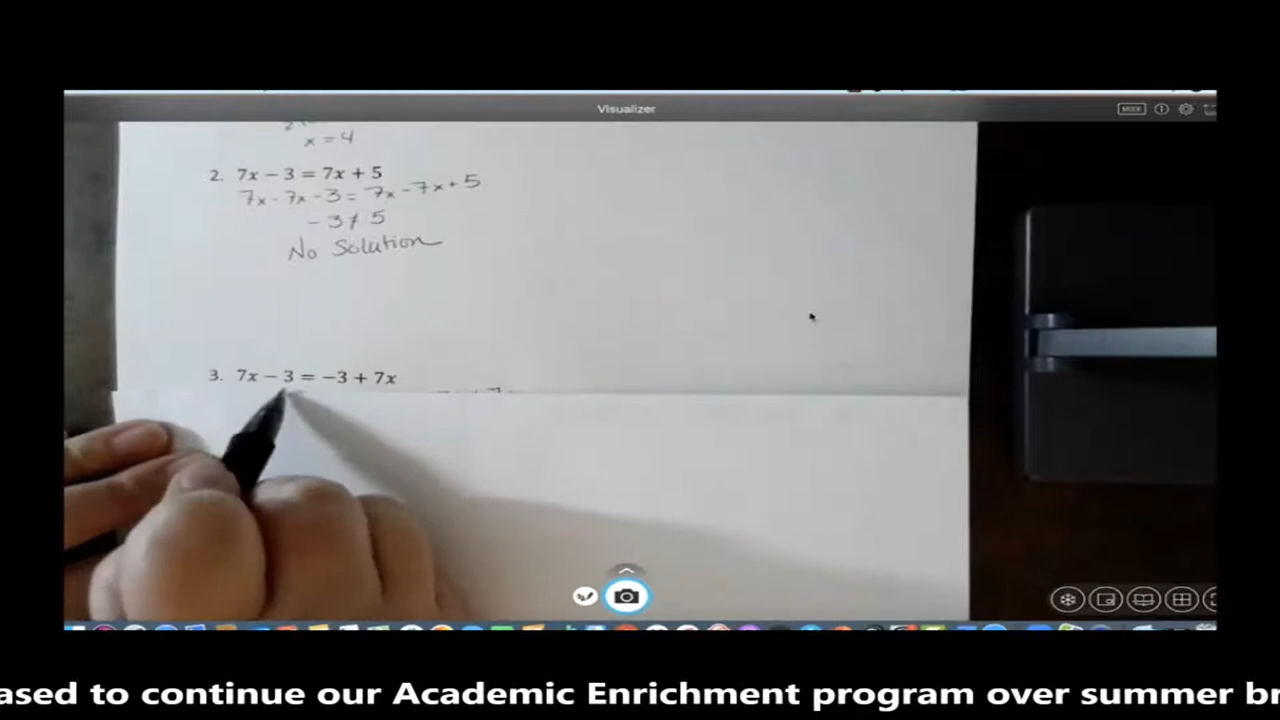 Visualizer
MODE
x = 4
2. 7x − 3 = 7x + 5
7x - 7x - 3 = 7x - 7x + 5
- 3 ≠ 5
No Solution
3. 7x − 3 = −3 + 7x
ased to continue our Academic Enrichment program over summer br